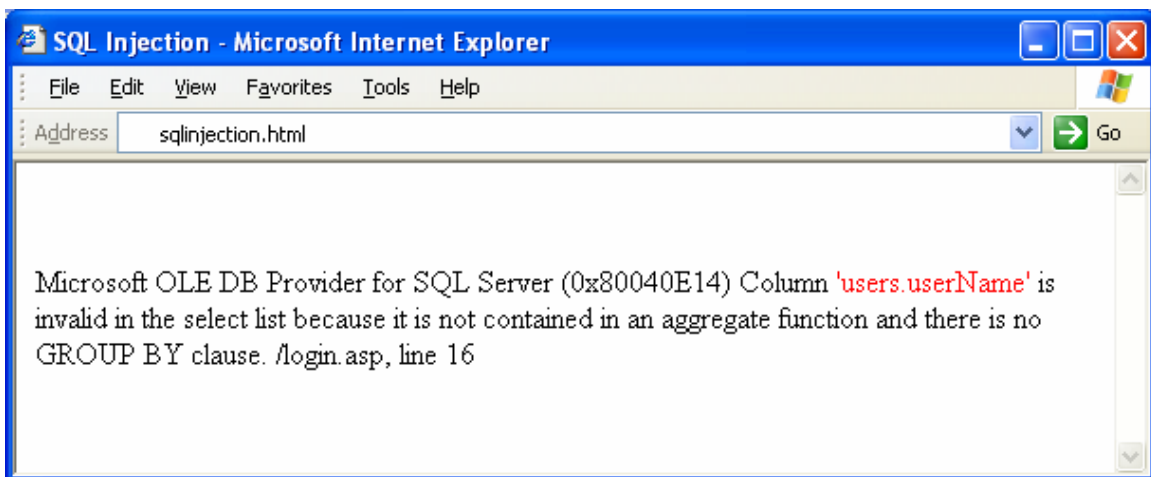 SQL Injection - Microsoft Internet Explorer
File Edit View Favorites Tools Help
Address sqlinjection.html Go
Microsoft OLE DB Provider for SQL Server (0x80040E14) Column 'users.userName' is
invalid in the select list because it is not contained in an aggregate function and there is no
GROUP BY clause. /login.asp, line 16